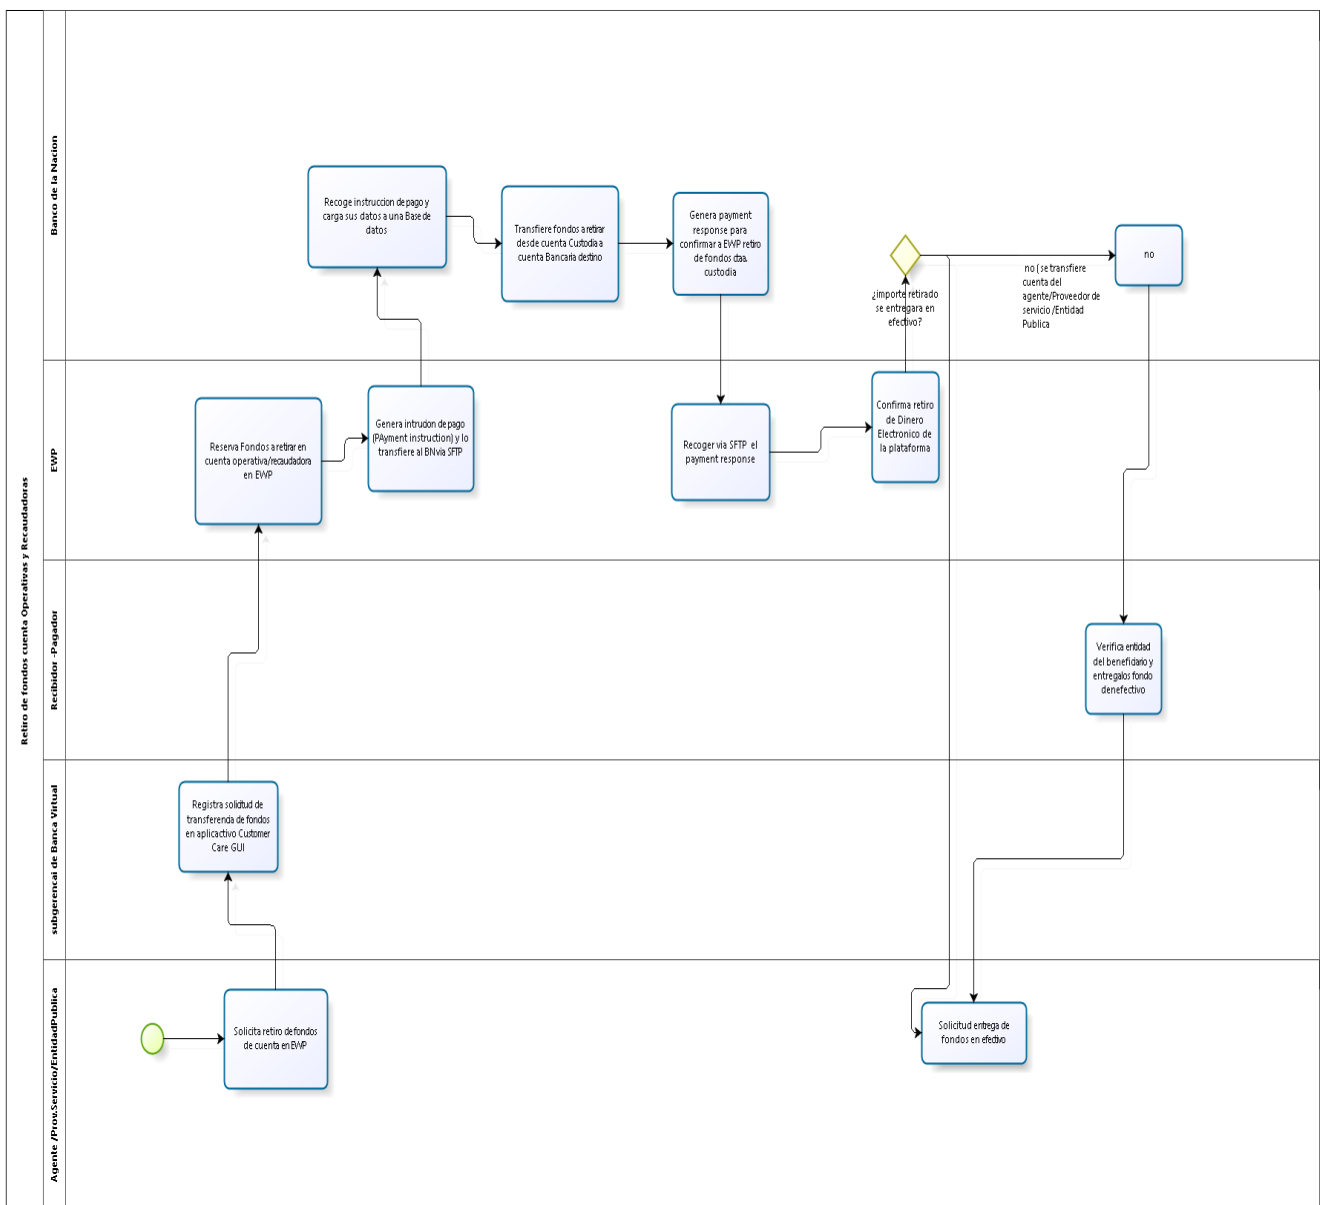 Retiro de fondos cuenta Operativas y Recaudadoras
Banco de la Nacion
Recoge instruccion de pago y
carga sus datos a una Base de
datos
Transfiere fondos a retirar
desde cuenta Custodia a
cuenta Bancaria destino
Genera payment
response para
confirmar a EWP retiro
de fondos ctaa.
custodia
¿importe retirado
se entregara en
efectivo?
no ( se transfiere
cuenta del
agente/Proveedor de
servicio /Entidad
Publica
no
EWP
Reserva Fondos a retirar en
cuenta operativa/recaudadora
en EWP
Genera intrucion de pago
(PAyment instruction) y lo
transfiere al BN via SFTP
Recoger via SFTP el
payment response
Confirma retiro
de Dinero
Electronico de
la plataforma
Recibidor -Pagador
Verifica entidad
del benefidario y
entregalos fondo
denefectivo
subgerencai de Banca Virtual
Registra solidtud de
transferenda de fondos
en aplicactivo Customer
Care GUI
Agente /Prov.Servicio/EntidadPublica
Solicita retiro de fondos
de cuenta en EWP
Solicitud entrega de
fondos en efectivo